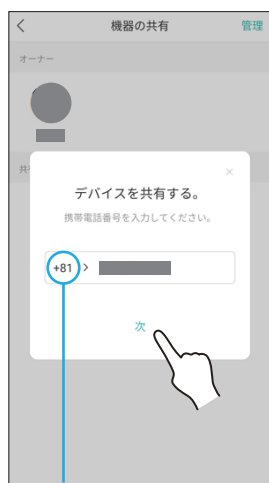 機器の共有 管理
オーナー
共
×
デバイスを共有する。
携帯電話番号を入力してください。
+81 >
次